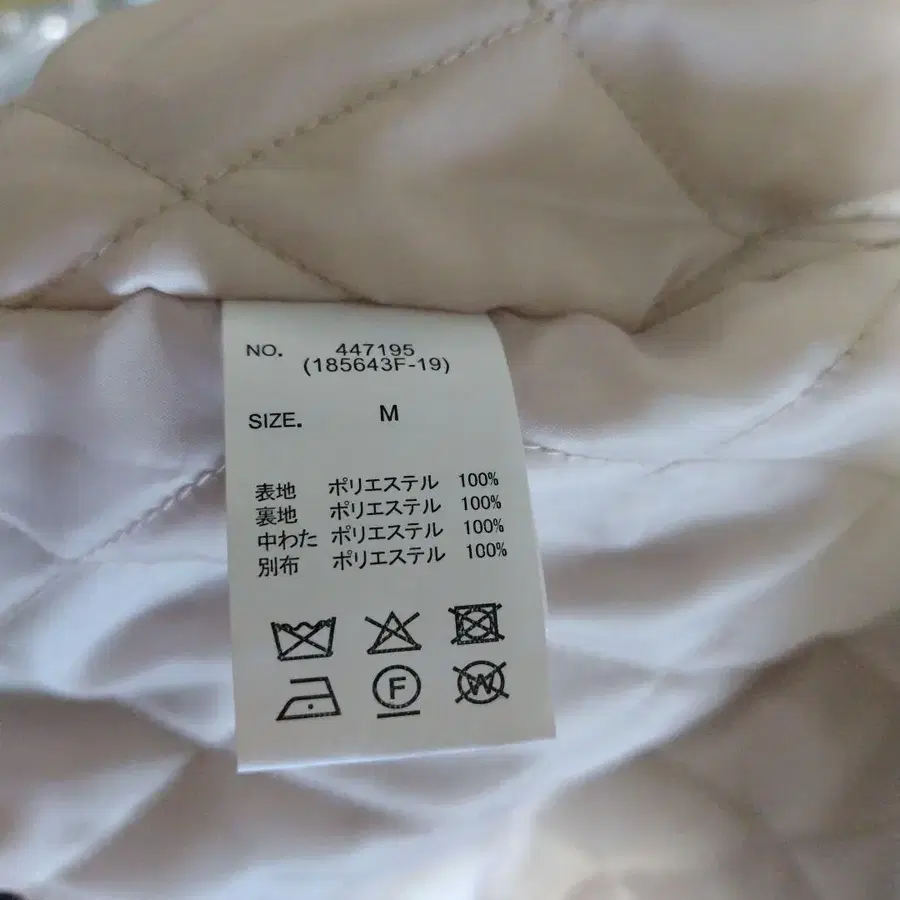 NO. 447195
(185643F-19)
SIZE. M
表地 ポリエステル 100%
裏地 ポリエステル 100%
中わた ポリエステル 100%
別布 ポリエステル 100%
F W